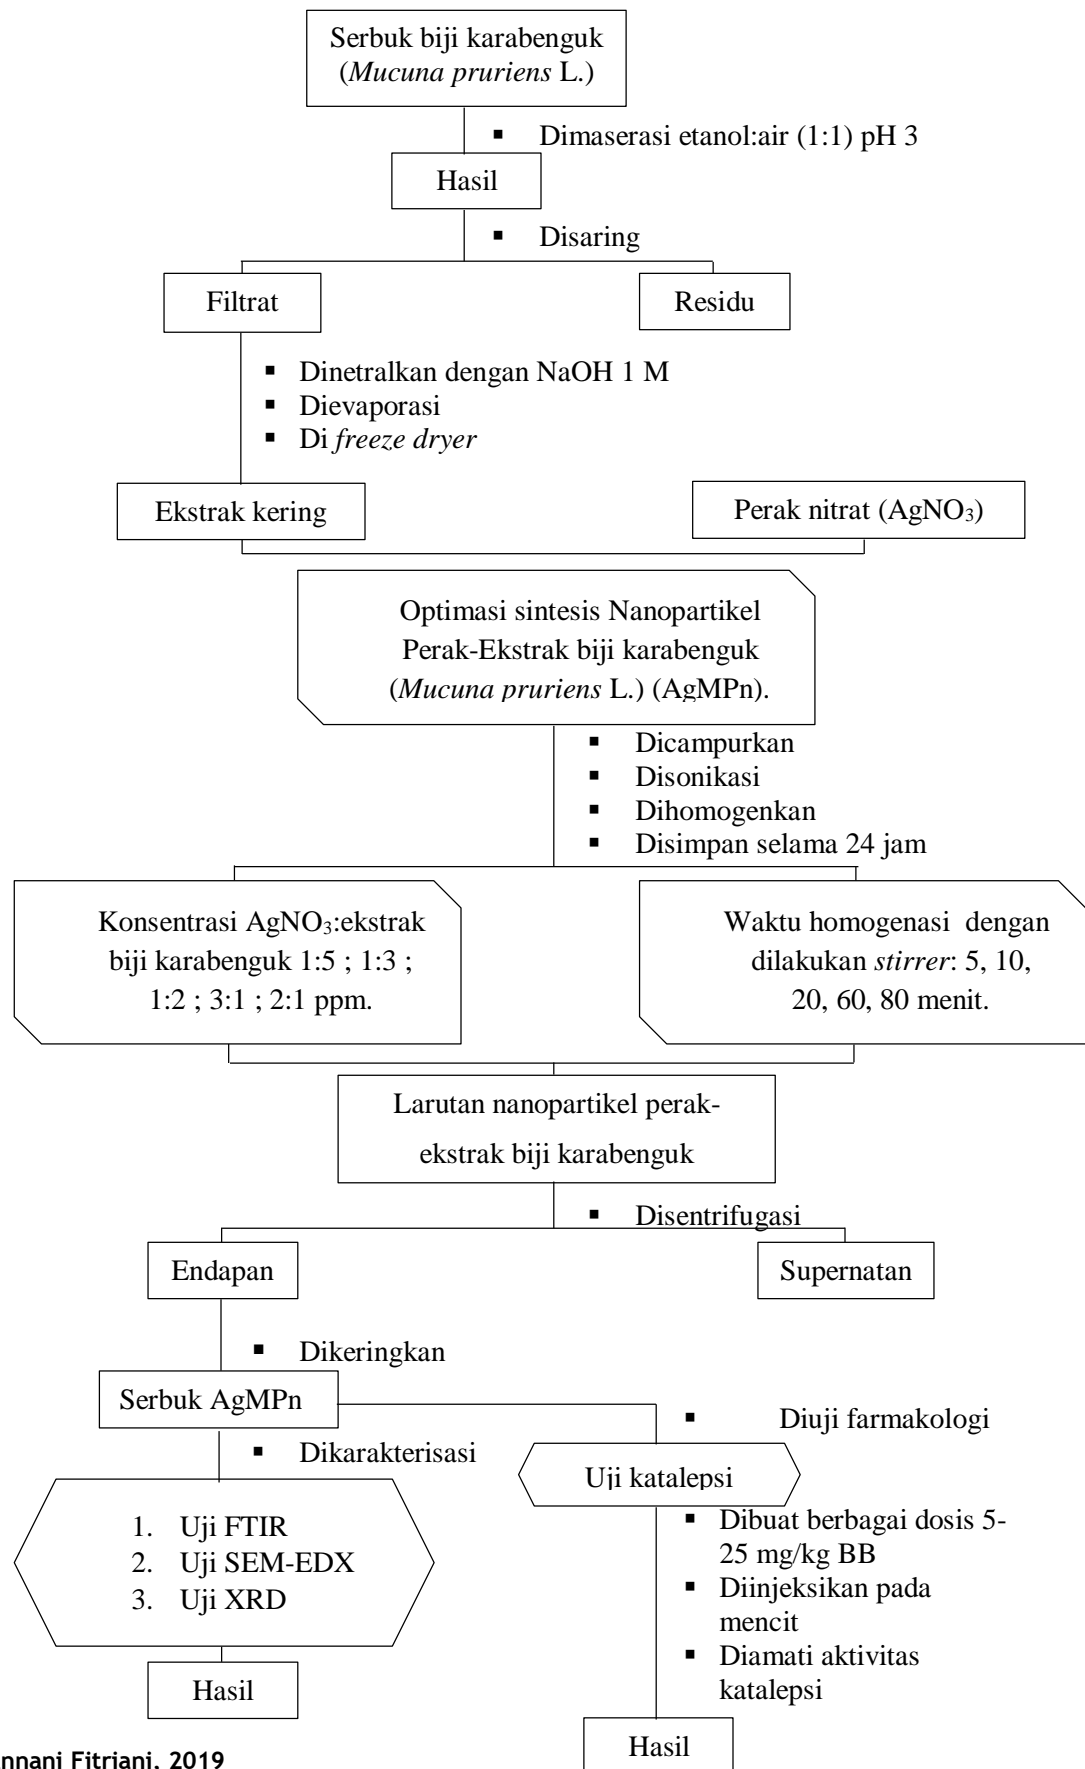 Serbuk biji karabenguk
(Mucuna pruriens L.)
▪ Dimaserasi etanol:air (1:1) pH 3
Hasil
▪ Disaring
Filtrat
Residu
▪ Dinetralkan dengan NaOH 1 M
▪ Dievaporasi
▪ Di freeze dryer
Ekstrak kering
Perak nitrat (AgNO₃)
Optimasi sintesis Nanopartikel
Perak-Ekstrak biji karabenguk
(Mucuna pruriens L.) (AgMPn).
▪ Dicampurkan
▪ Disonikasi
▪ Dihomogenkan
▪ Disimpan selama 24 jam
Konsentrasi AgNO₃:ekstrak
biji karabenguk 1:5 ; 1:3 ;
1:2 ; 3:1 ; 2:1 ppm.
Waktu homogenasi dengan
dilakukan stirrer: 5, 10,
20, 60, 80 menit.
Larutan nanopartikel perak-
ekstrak biji karabenguk
▪ Disentrifugasi
Endapan
Supernatan
▪ Dikeringkan
Serbuk AgMPn
▪ Diuji farmakologi
▪ Dikarakterisasi
Uji katalepsi
1. Uji FTIR
2. Uji SEM-EDX
3. Uji XRD
▪ Dibuat berbagai dosis 5-
25 mg/kg BB
▪ Diinjeksikan pada
mencit
▪ Diamati aktivitas
katalepsi
Hasil
Hasil
nnani Fitriani, 2019